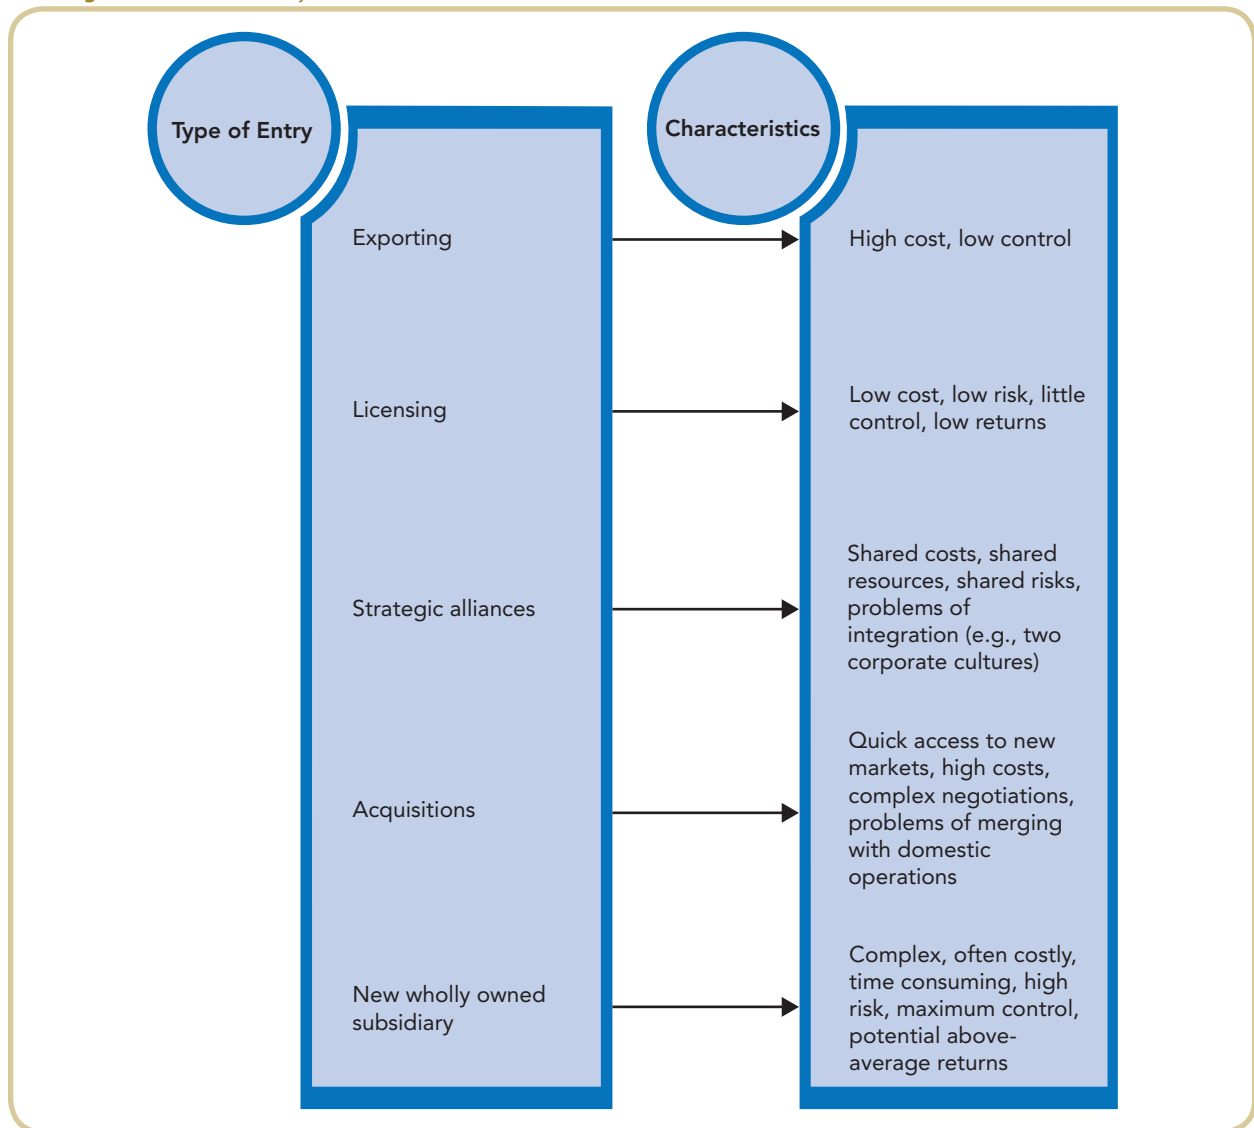 Type of Entry
Characteristics
Exporting
High cost, low control
Licensing
Low cost, low risk, little
control, low returns
Strategic alliances
Shared costs, shared
resources, shared risks,
problems of
integration (e.g., two
corporate cultures)
Acquisitions
Quick access to new
markets, high costs,
complex negotiations,
problems of merging
with domestic
operations
New wholly owned
subsidiary
Complex, often costly,
time consuming, high
risk, maximum control,
potential above-
average returns